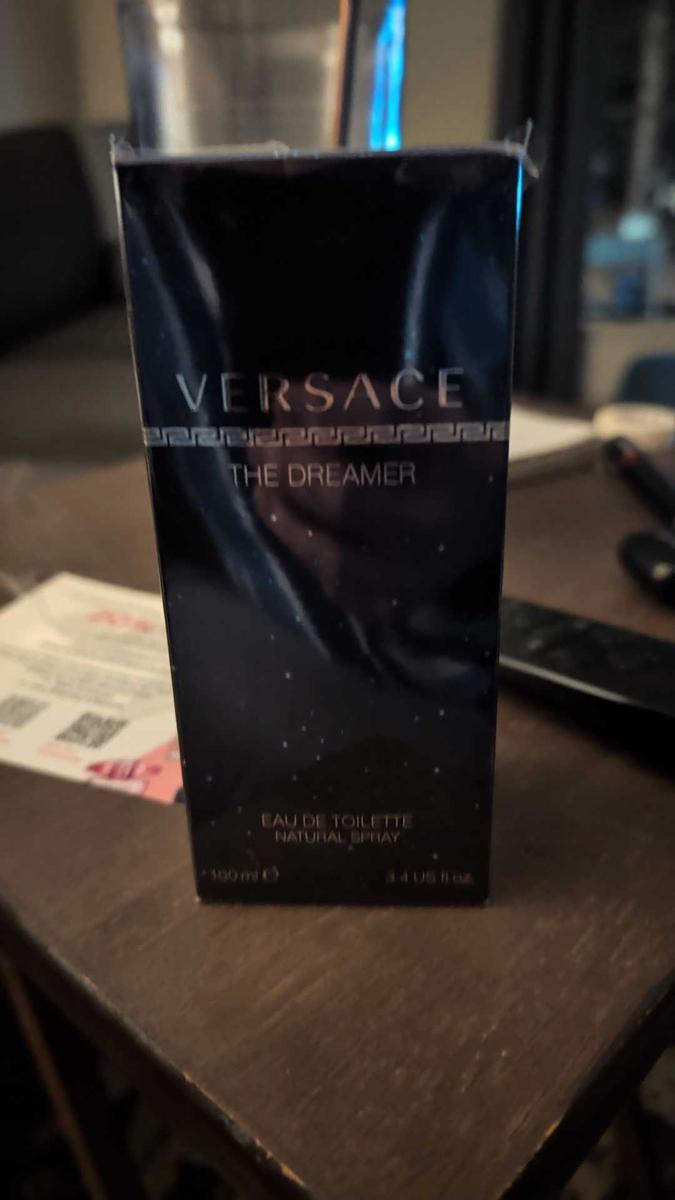 VERSACE
THE DREAMER
EAU DE TOILETTE
NATURAL SPRAY
100 ml ℮ 3.4 US fl.oz.